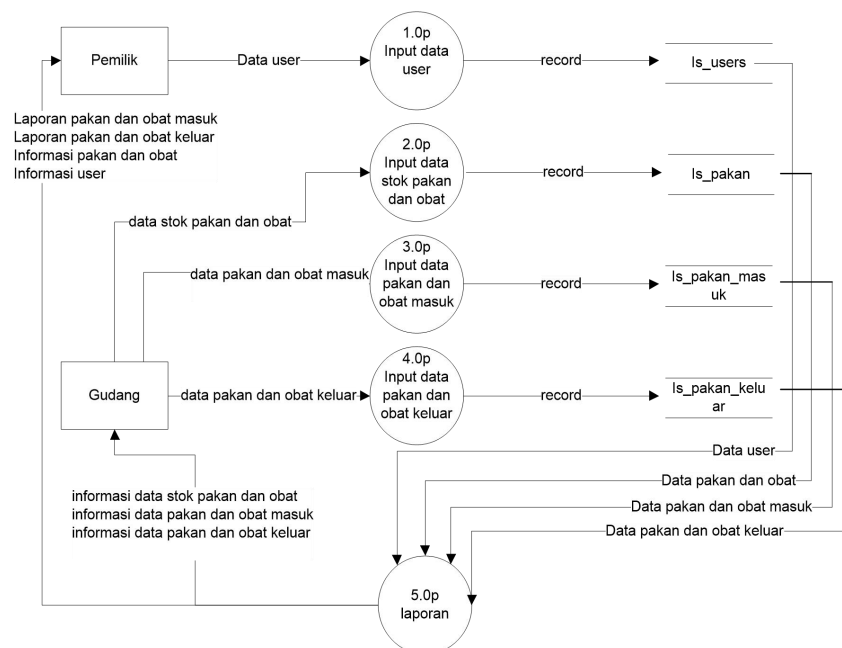 1.0p
Input data
user
Pemilik
Data user
record
Is_users
Laporan pakan dan obat masuk
Laporan pakan dan obat keluar
Informasi pakan dan obat
Informasi user
2.0p
Input data
stok pakan
dan obat
record
Is_pakan
data stok pakan dan obat
3.0p
Input data
pakan dan
obat masuk
data pakan dan obat masuk
record
Is_pakan_mas
uk
4.0p
Input data
pakan dan
obat keluar
Gudang
data pakan dan obat keluar
record
Is_pakan_kelu
ar
Data user
Data pakan dan obat
Data pakan dan obat masuk
Data pakan dan obat keluar
informasi data stok pakan dan obat
informasi data pakan dan obat masuk
informasi data pakan dan obat keluar
5.0p
laporan